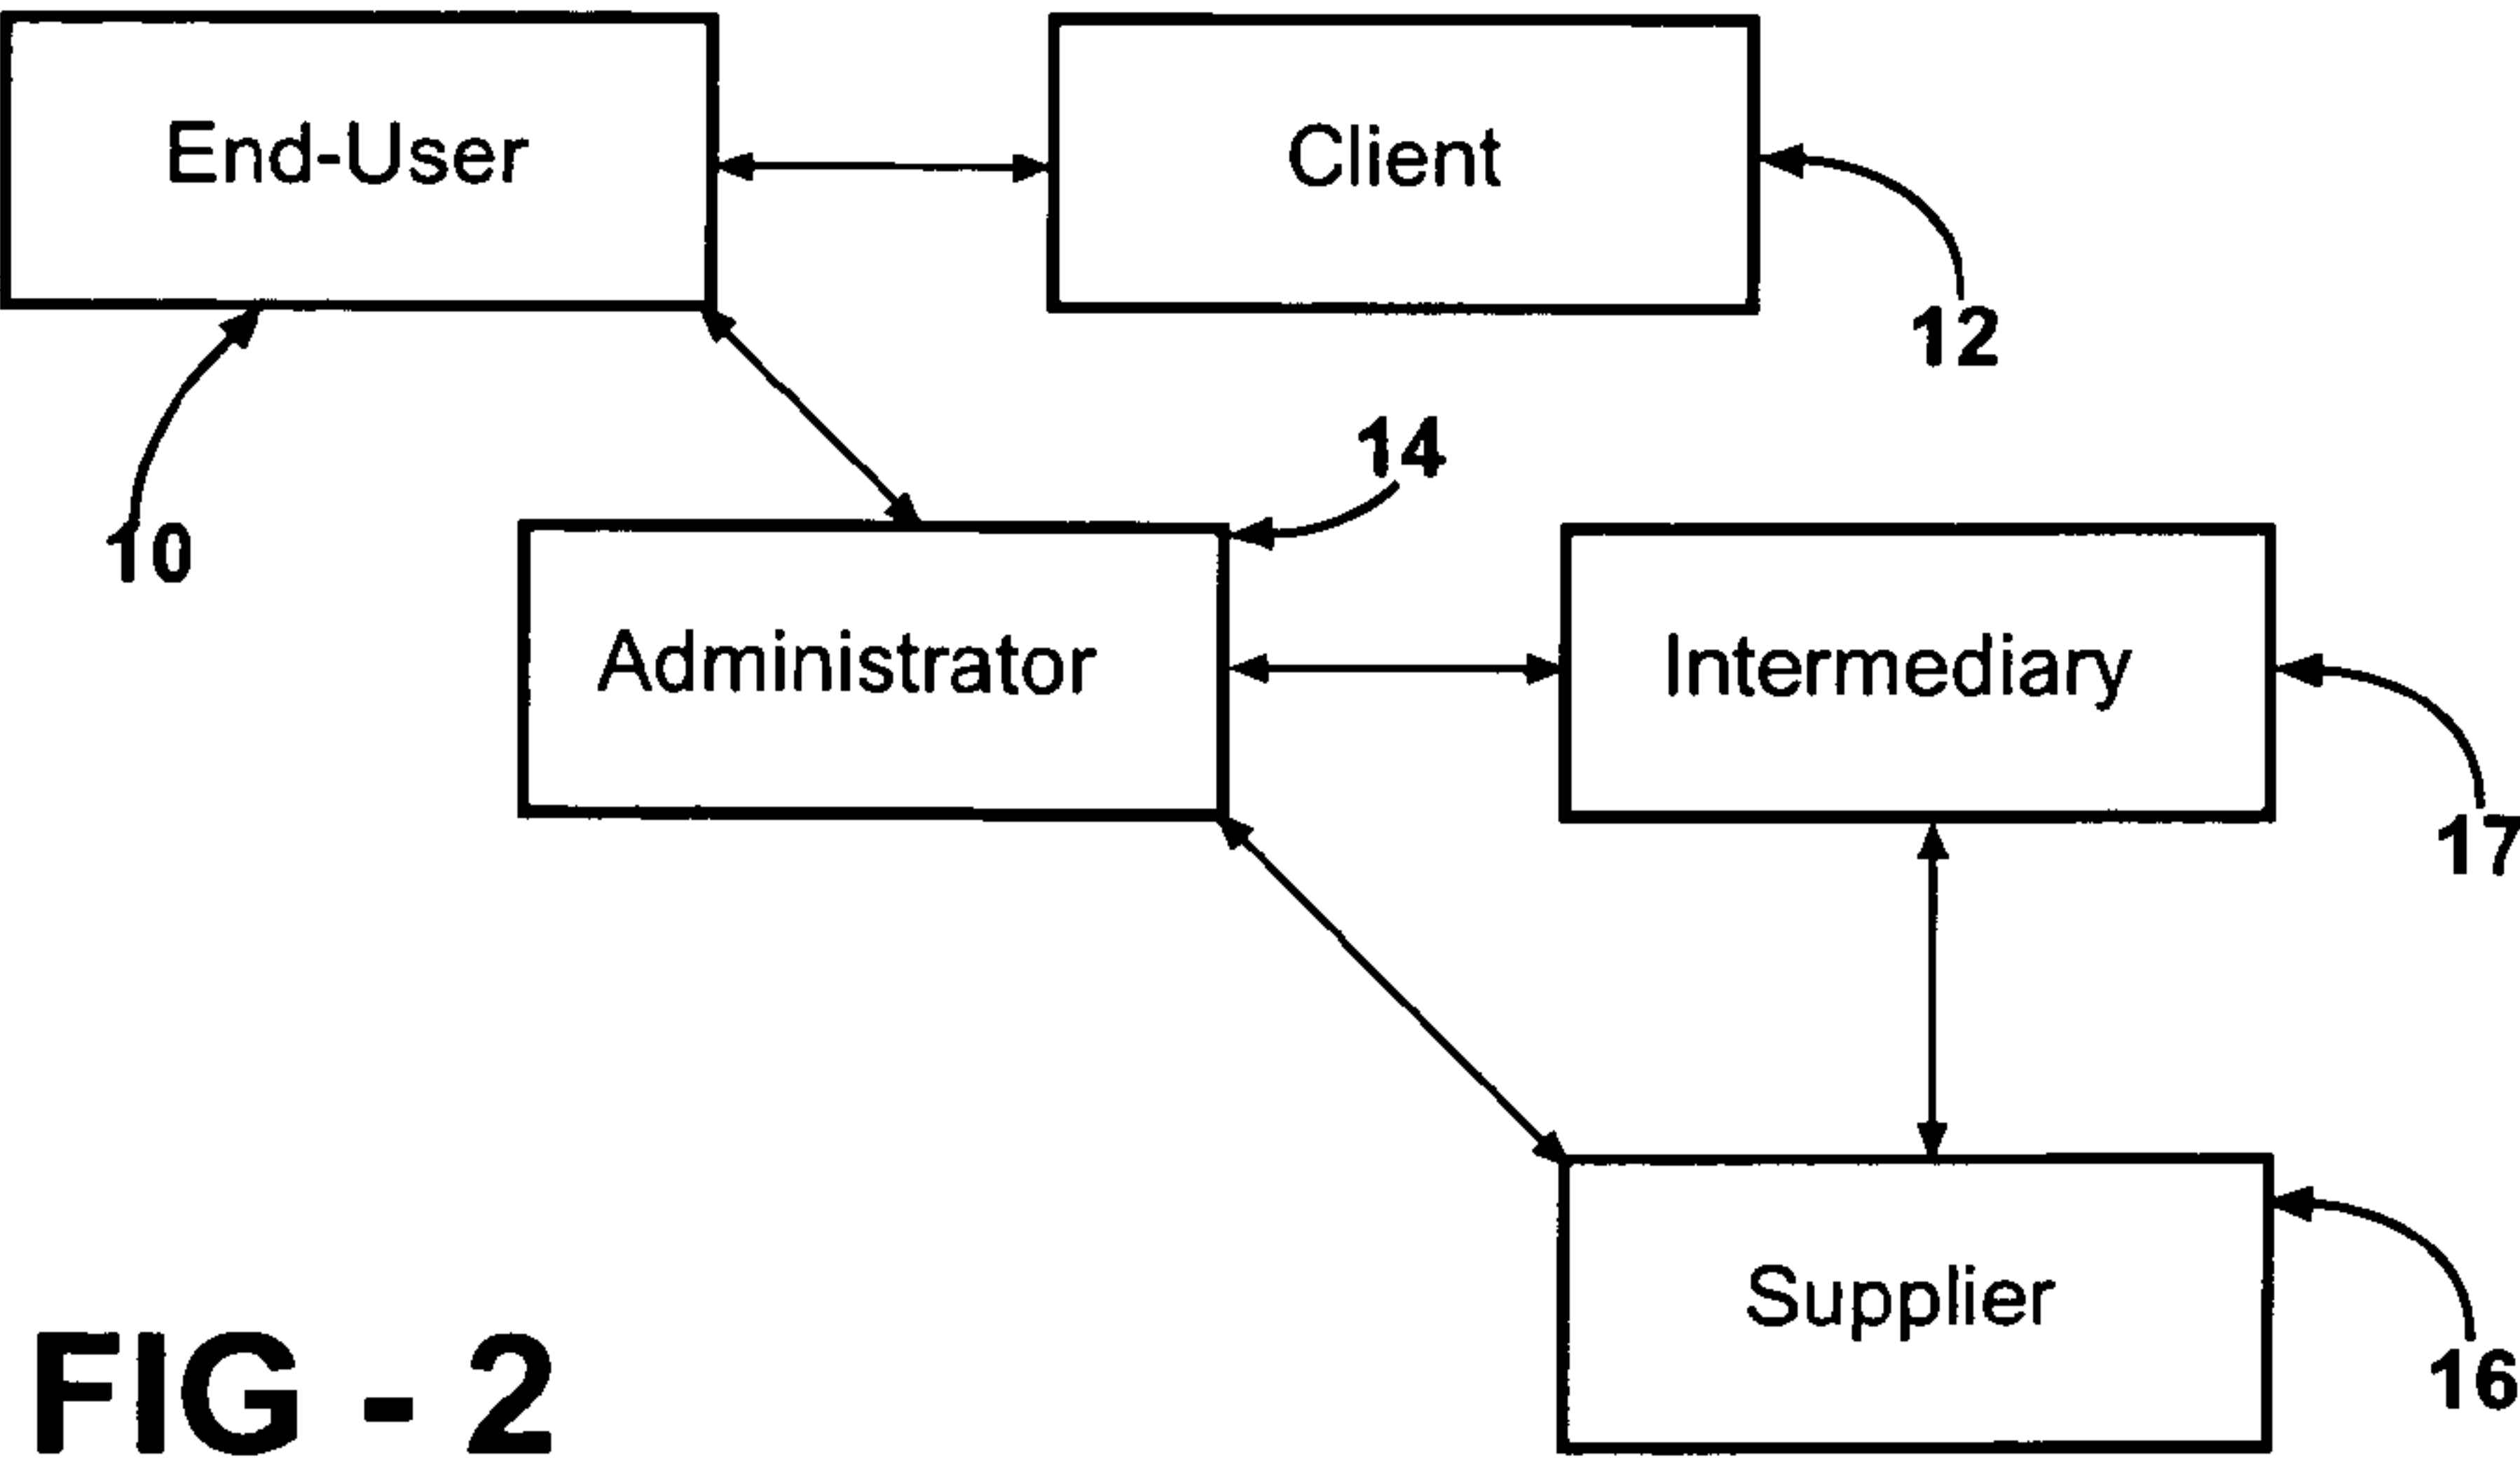 End-User
Client
12
14
10
Administrator
Intermediary
17
Supplier
16
FIG - 2